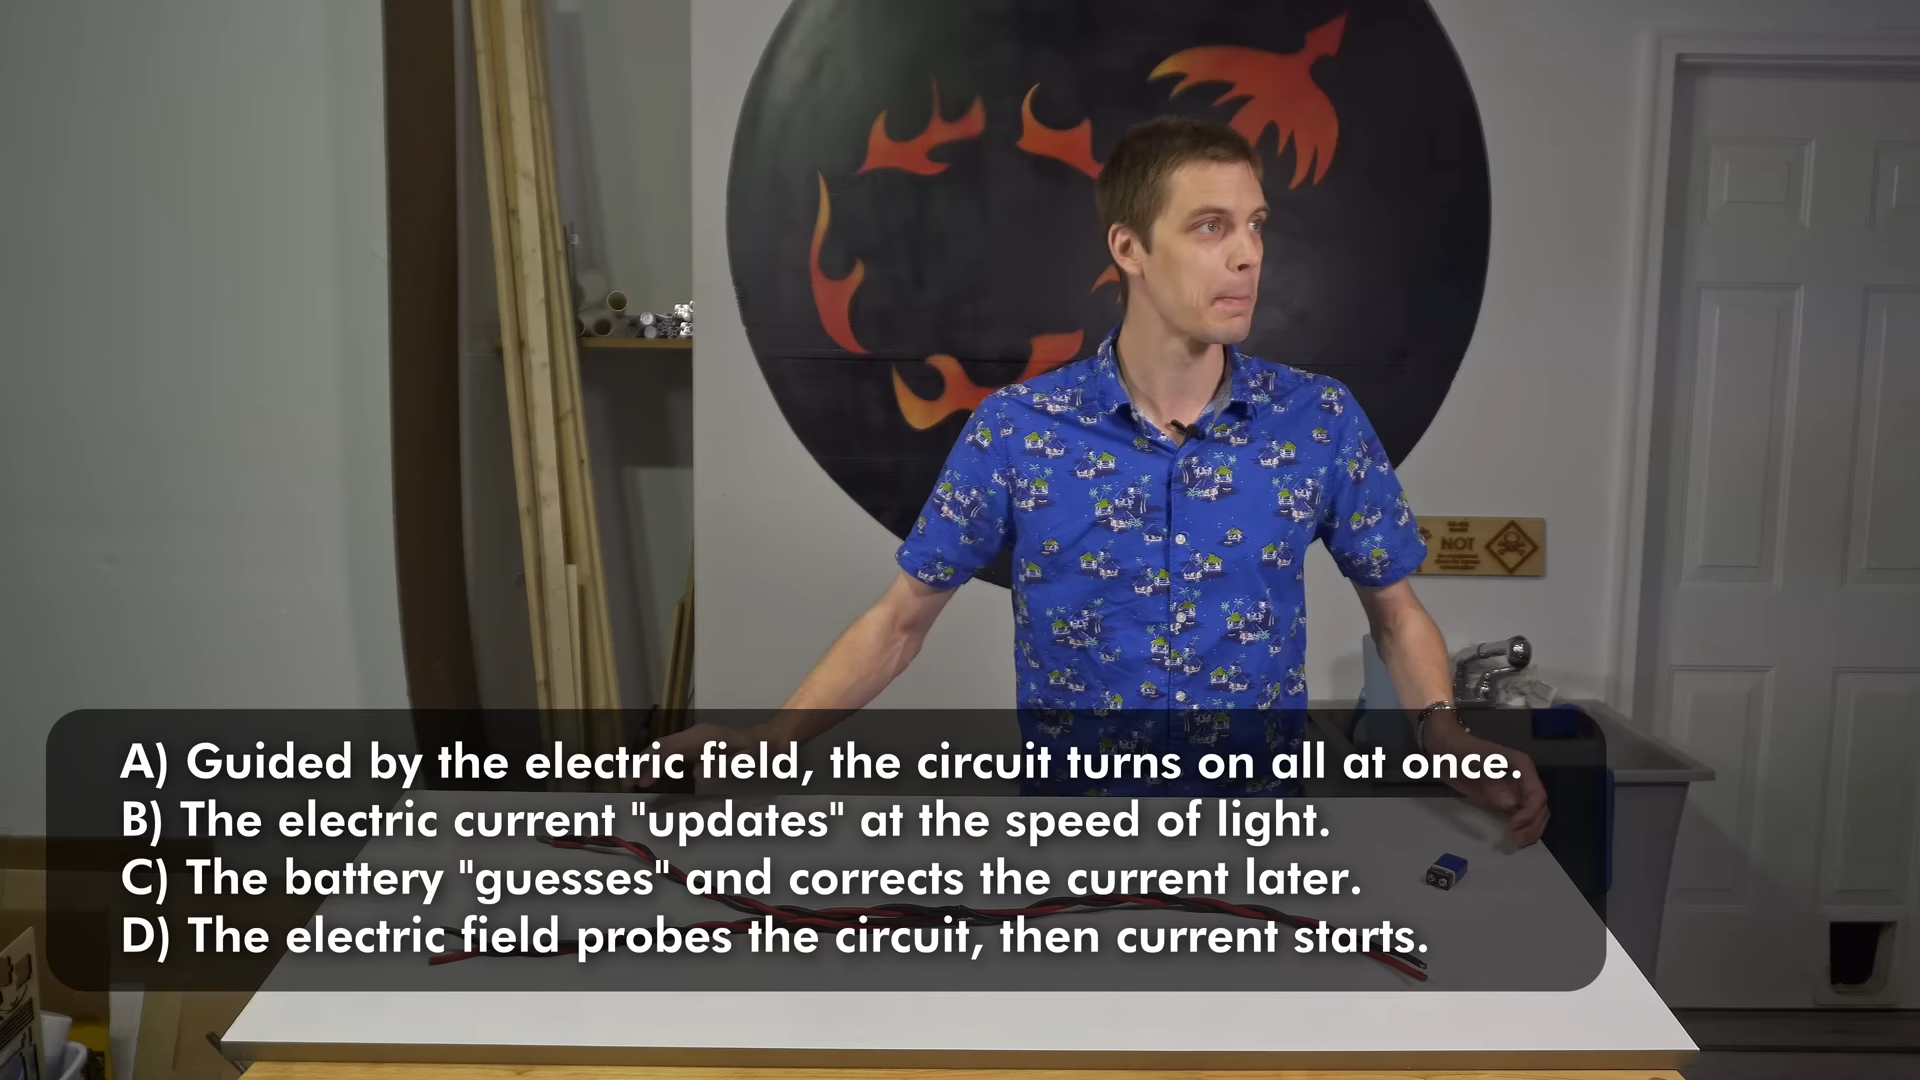 NOT
A) Guided by the electric field, the circuit turns on all at once.
B) The electric current "updates" at the speed of light.
C) The battery "guesses" and corrects the current later.
D) The electric field probes the circuit, then current starts.